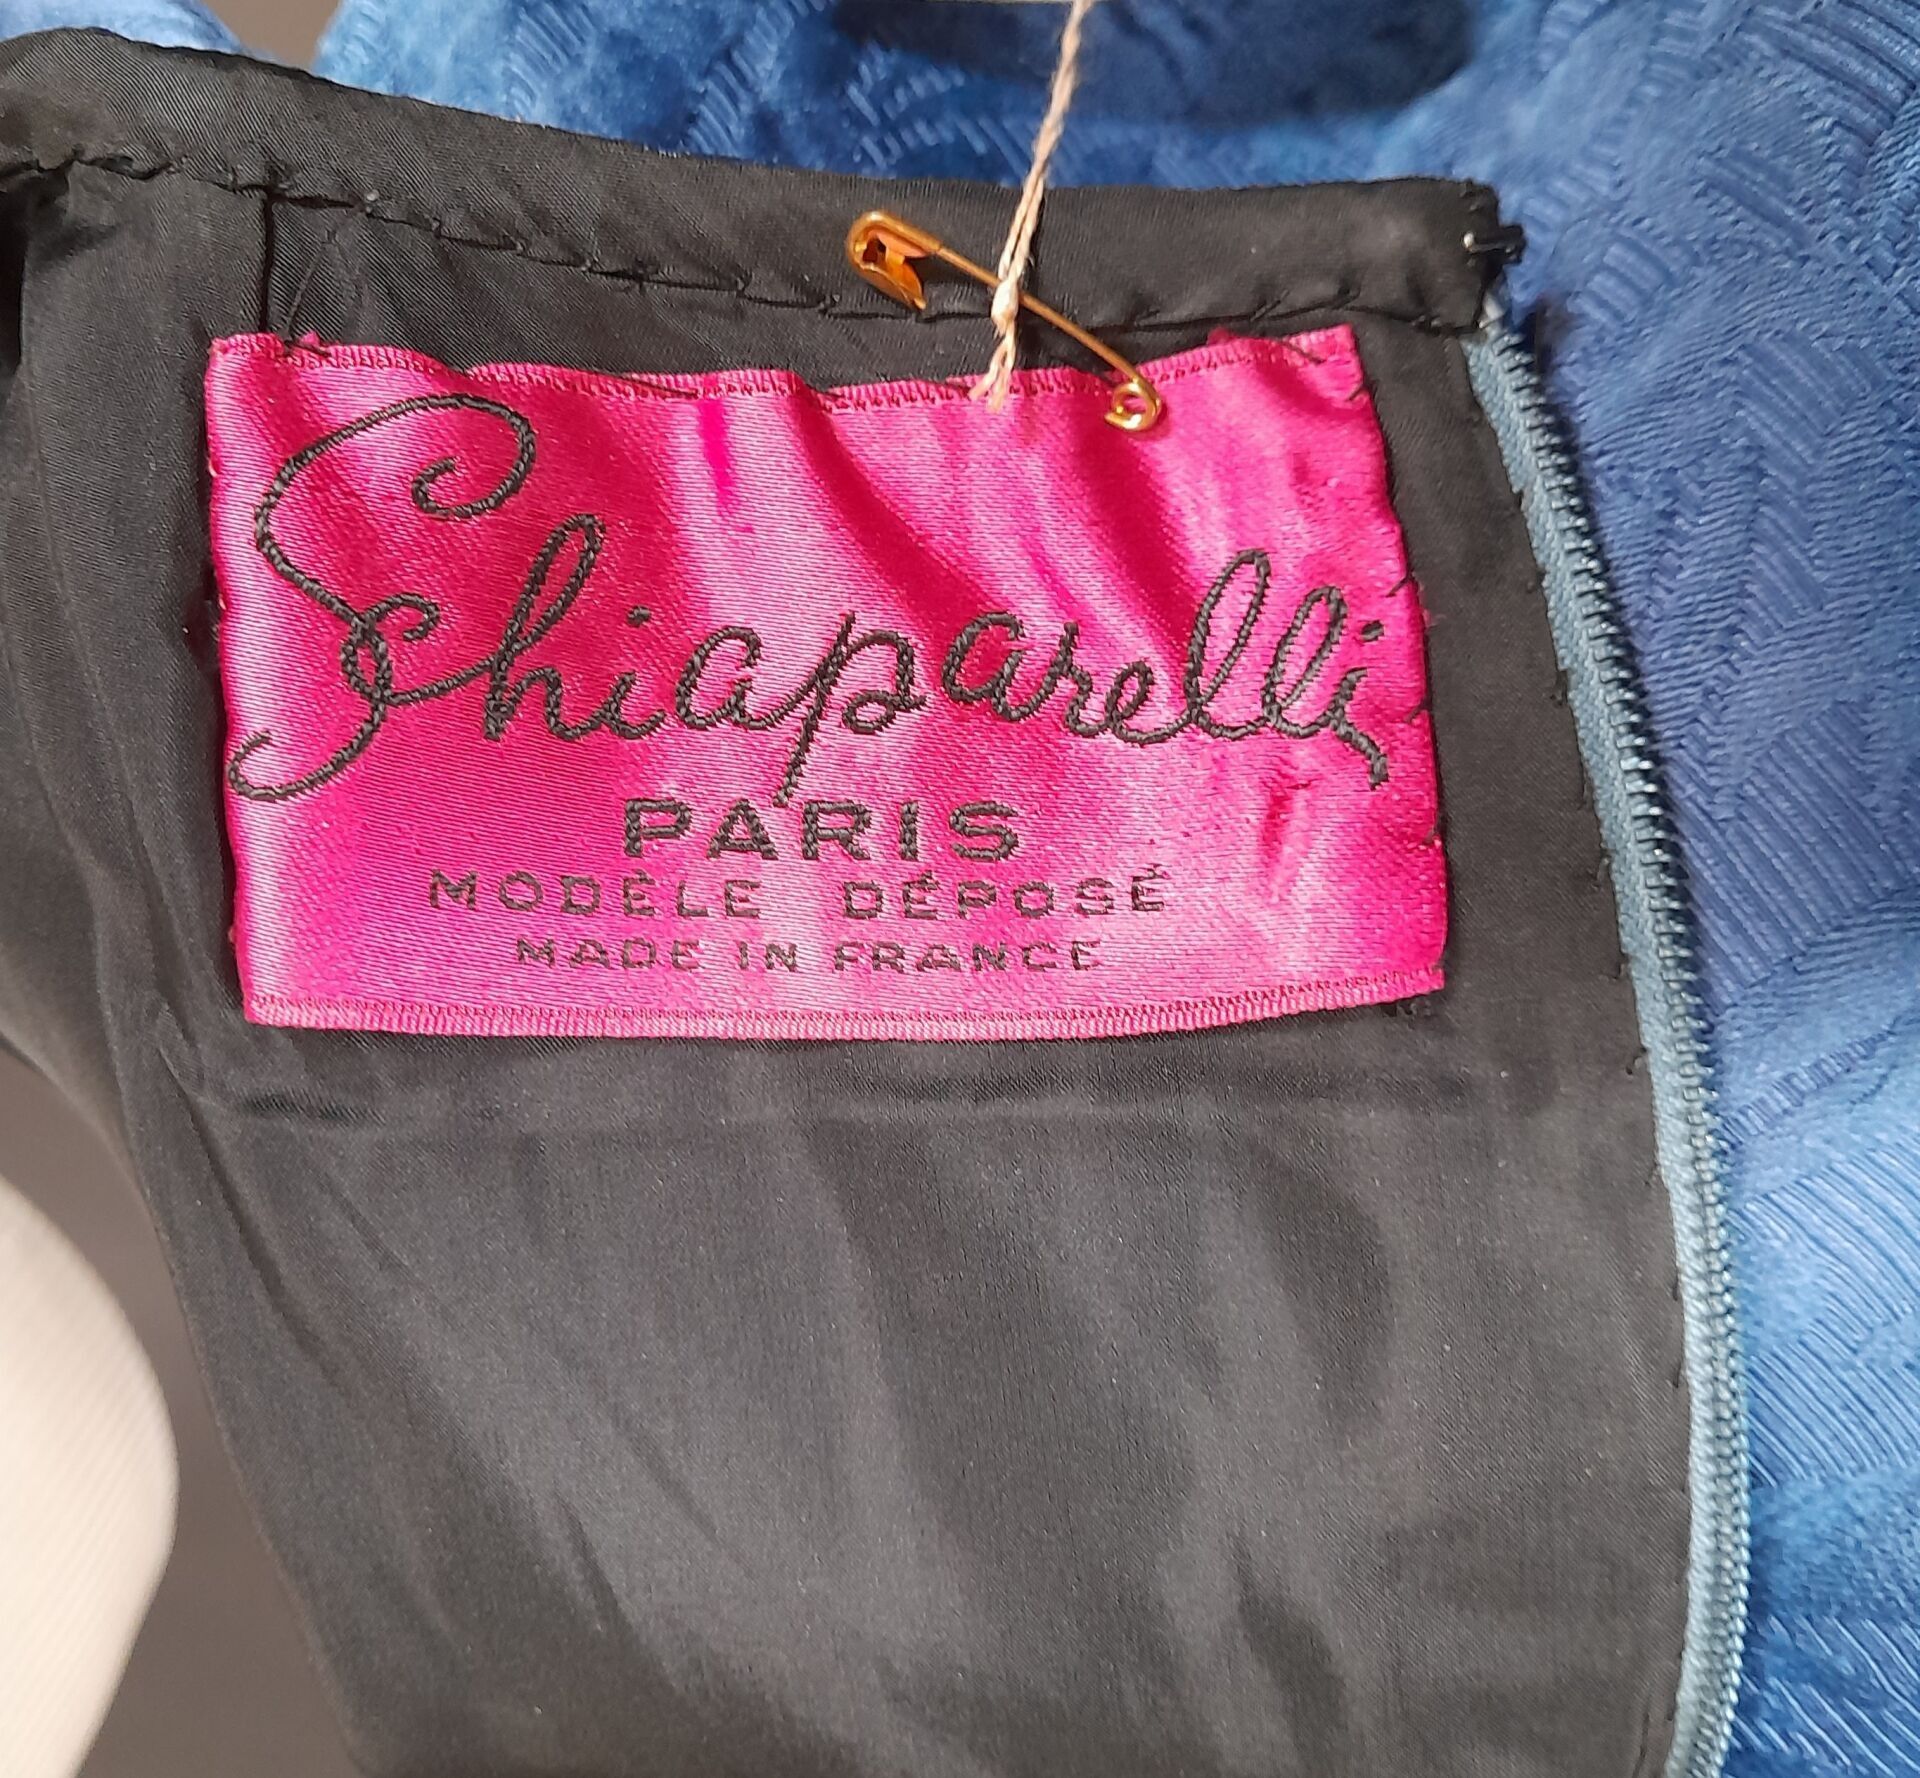 Schiaparelli
PARIS
MODÈLE DÉPOSÉ
MADE IN FRANCE